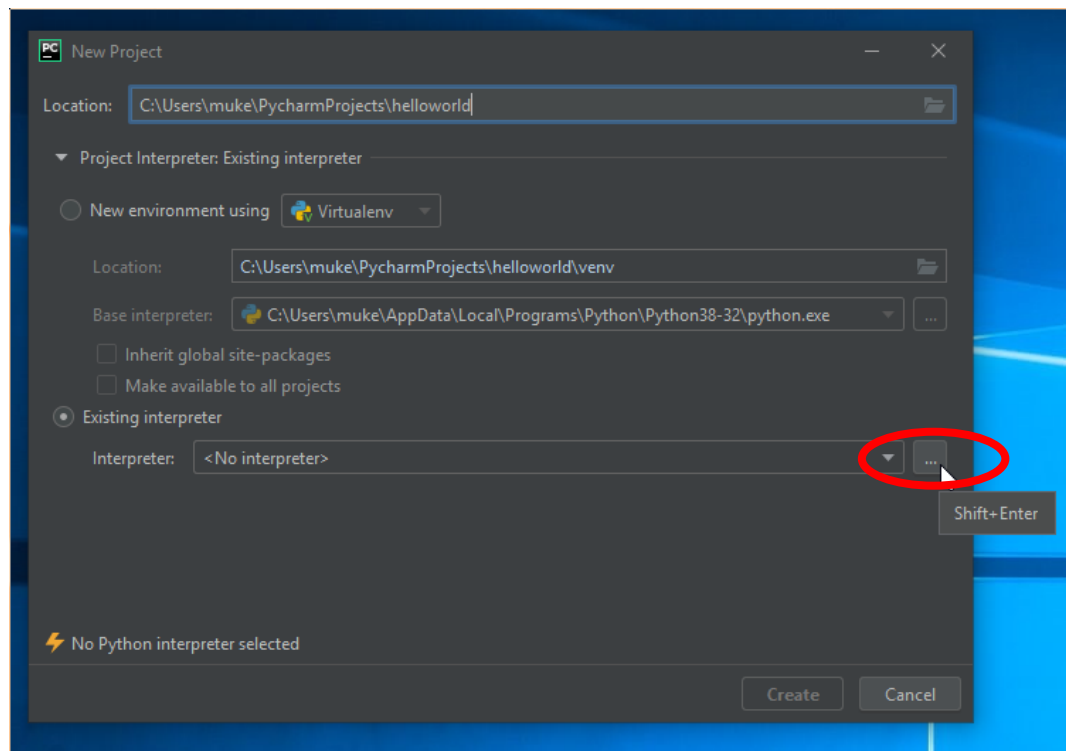 PC New Project
Location: C:\Users\muke\PycharmProjects\helloworld
Project Interpreter: Existing interpreter
New environment using Virtualenv
Location: C:\Users\muke\PycharmProjects\helloworld\venv
Base interpreter: C:\Users\muke\AppData\Local\Programs\Python\Python38-32\python.exe ...
Inherit global site-packages
Make available to all projects
Existing interpreter
Interpreter: <No interpreter> ...
Shift+Enter
No Python interpreter selected
Create Cancel